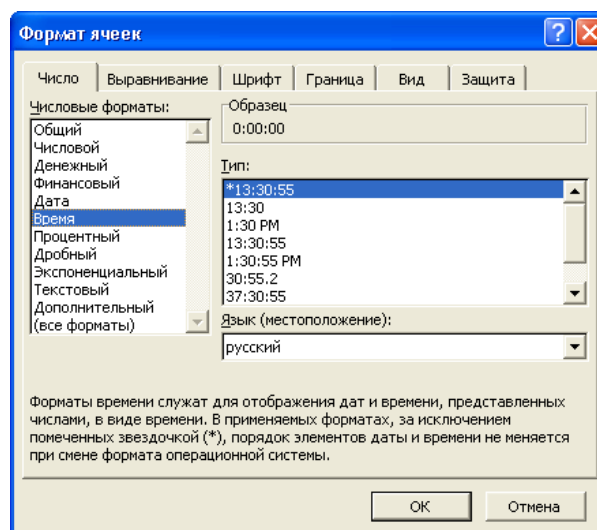 Формат ячеек
Число Выравнивание Шрифт Граница Вид Защита
Числовые форматы:
Общий
Числовой
Денежный
Финансовый
Дата
Время
Процентный
Дробный
Экспоненциальный
Текстовый
Дополнительный
(все форматы)
Образец
0:00:00
Тип:
*13:30:55
13:30
1:30 PM
13:30:55
1:30:55 PM
30:55.2
37:30:55
Язык (местоположение):
русский
Форматы времени служат для отображения дат и времени, представленных
числами, в виде времени. В применяемых форматах, за исключением
помеченных звездочкой (*), порядок элементов даты и времени не меняется
при смене формата операционной системы.
ОК Отмена